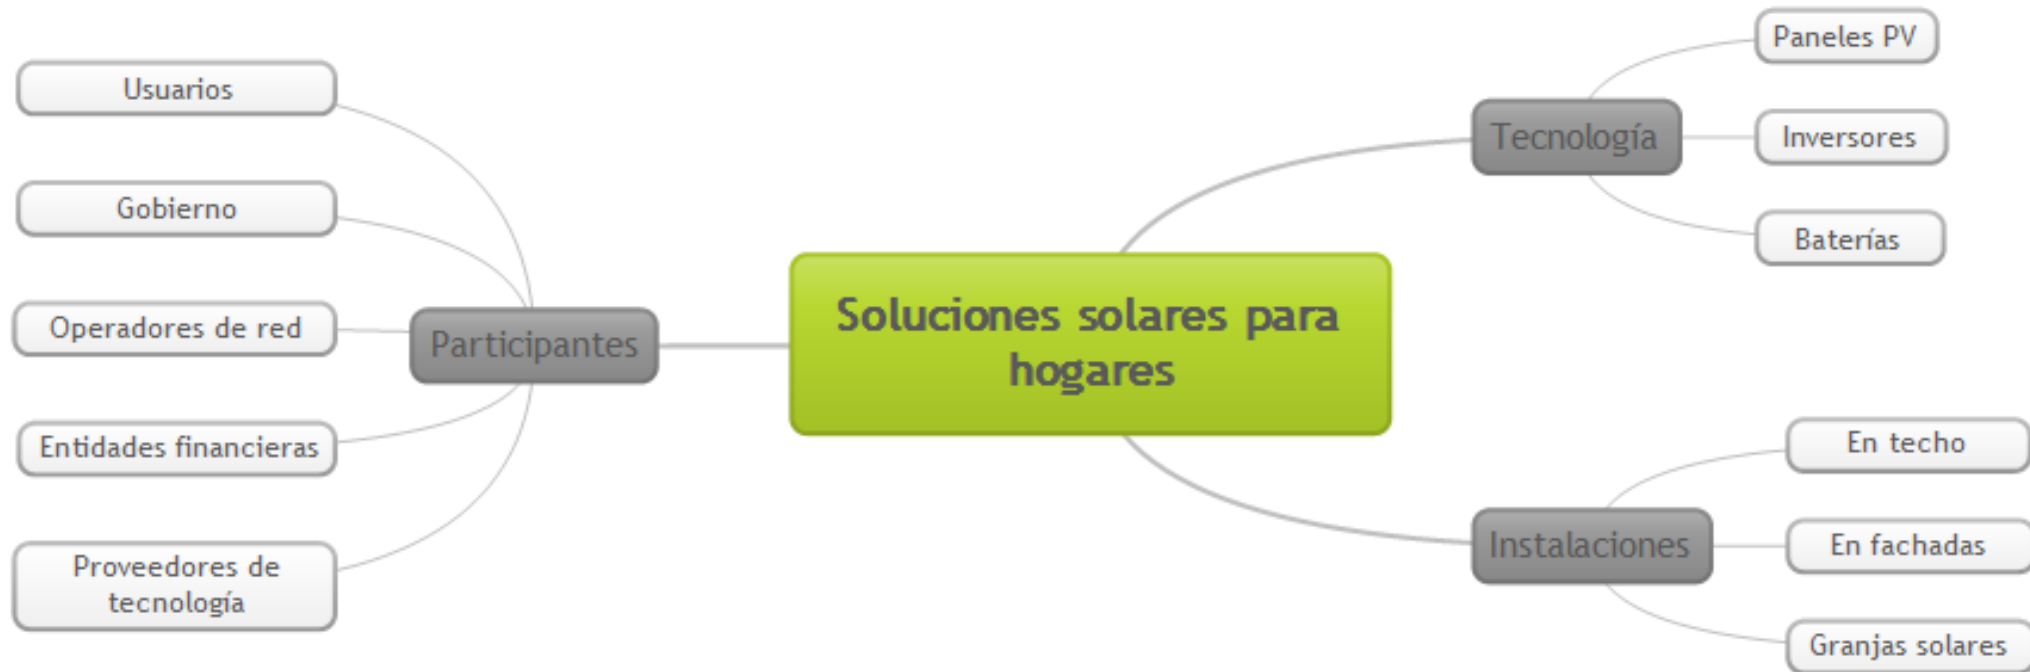 Usuarios
Gobierno
Operadores de red
Entidades financieras
Proveedores de
tecnología
Participantes
Soluciones solares para
hogares
Tecnología
Paneles PV
Inversores
Baterías
Instalaciones
En techo
En fachadas
Granjas solares